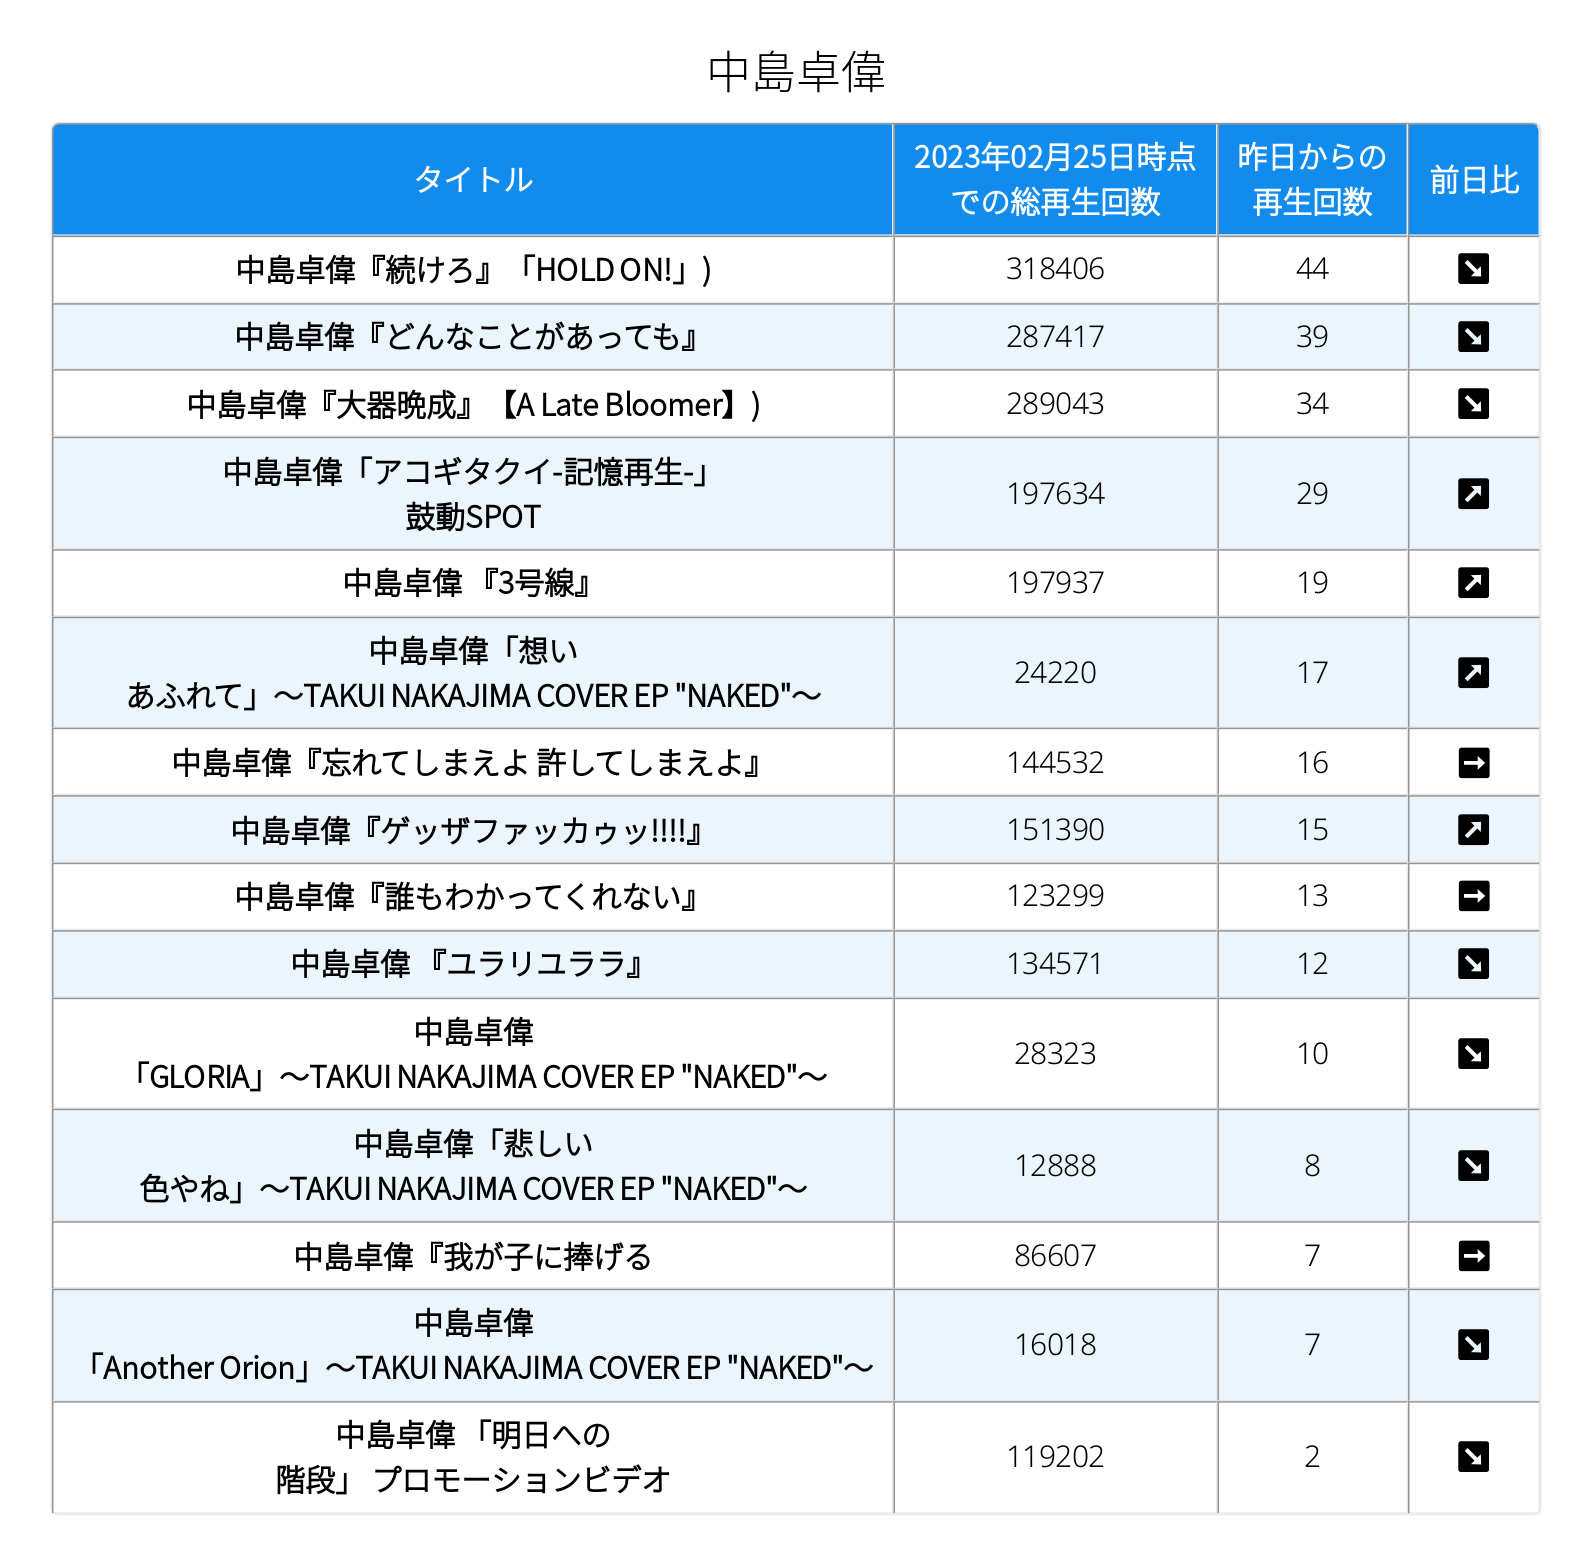 中島卓偉
タイトル
2023年02月25日時点
での総再生回数
昨日からの
再生回数
前日比
中島卓偉『続けろ』「HOLD ON!」)
318406
44
中島卓偉『どんなことがあっても』
287417
39
中島卓偉『大器晩成』【A Late Bloomer】)
289043
34
中島卓偉「アコギタクイ-記憶再生-」
鼓動SPOT
197634
29
中島卓偉 『3号線』
197937
19
中島卓偉「想い
あふれて」～TAKUI NAKAJIMA COVER EP "NAKED"～
24220
17
中島卓偉『忘れてしまえよ 許してしまえよ』
144532
16
中島卓偉『ゲッザファッカゥッ!!!!』
151390
15
中島卓偉『誰もわかってくれない』
123299
13
中島卓偉 『ユラリユララ』
134571
12
中島卓偉
「GLORIA」～TAKUI NAKAJIMA COVER EP "NAKED"～
28323
10
中島卓偉「悲しい
色やね」～TAKUI NAKAJIMA COVER EP "NAKED"～
12888
8
中島卓偉『我が子に捧げる
86607
7
中島卓偉
「Another Orion」～TAKUI NAKAJIMA COVER EP "NAKED"～
16018
7
中島卓偉 「明日への
階段」 プロモーションビデオ
119202
2